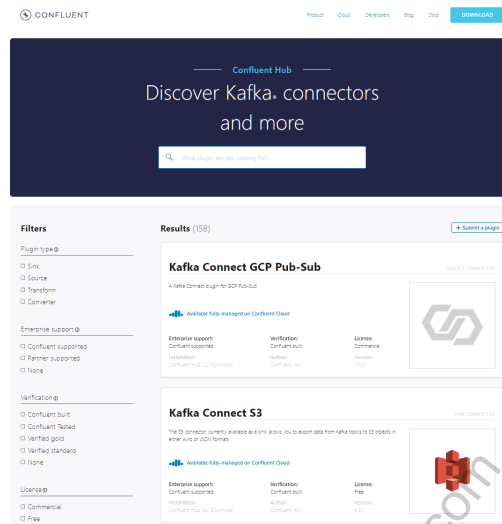 CONFLUENT
Product Cloud Developers Blog Docs DOWNLOAD
Confluent Hub
Discover Kafka® connectors
and more
What plugin are you looking for?
Filters
Results (158)
+ Submit a plugin
Plugin type
Sink
Source
Transform
Converter
Enterprise support
Confluent supported
Partner supported
None
Verification
Confluent built
Confluent Tested
Verified gold
Verified standard
None
License
Commercial
Free
Kafka Connect GCP Pub-Sub
SOURCE CONNECTOR
A Kafka Connect plugin for GCP Pub-Sub
Available fully-managed on Confluent Cloud
Enterprise support: Verification: License:
Confluent supported Confluent built Commercial
Installation: Author: Version:
Confluent Hub CLI, Download Confluent, Inc.
Kafka Connect S3
SINK CONNECTOR
The S3 connector, currently available as a sink, allows you to export data from Kafka topics to S3 objects in
either Avro or JSON formats
Available fully-managed on Confluent Cloud
Enterprise support: Verification: License:
Confluent supported Confluent built Free
Installation: Author: Version:
Confluent Hub CLI, Download Confluent, Inc.
com